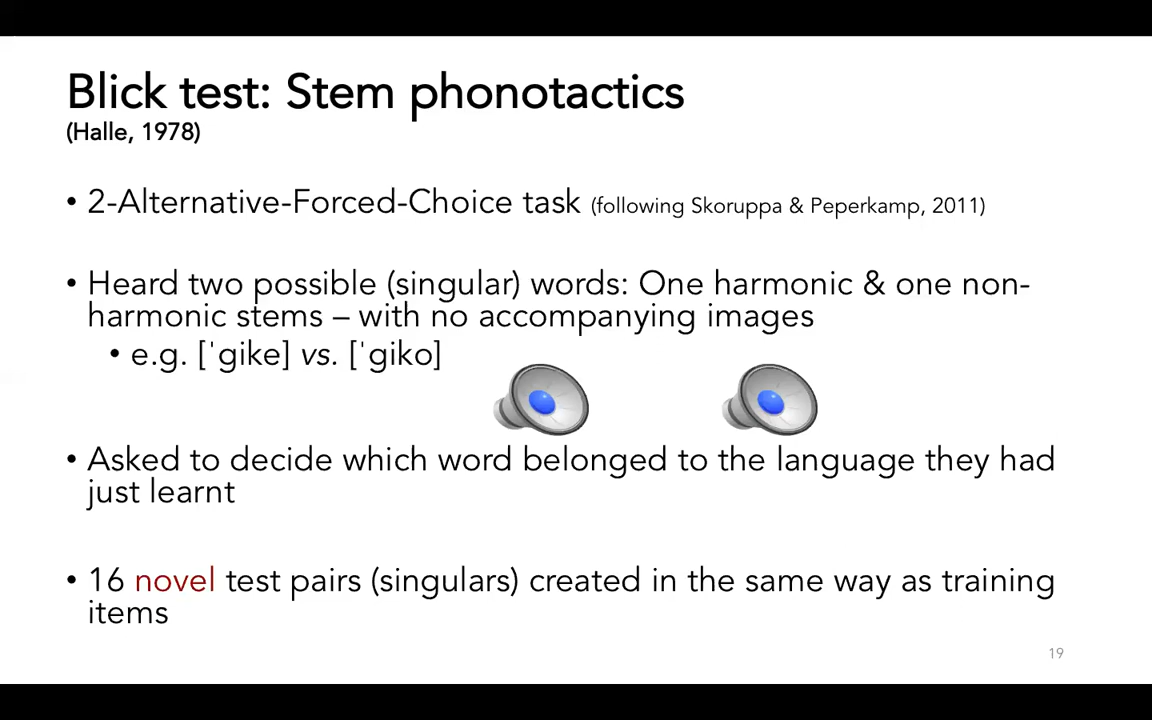 Blick test: Stem phonotactics
(Halle, 1978)
• 2-Alternative-Forced-Choice task (following Skoruppa & Peperkamp, 2011)
• Heard two possible (singular) words: One harmonic & one non-
harmonic stems – with no accompanying images
• e.g. [ˈgike] vs. [ˈgiko]
• Asked to decide which word belonged to the language they had
just learnt
• 16 novel test pairs (singulars) created in the same way as training
items
19